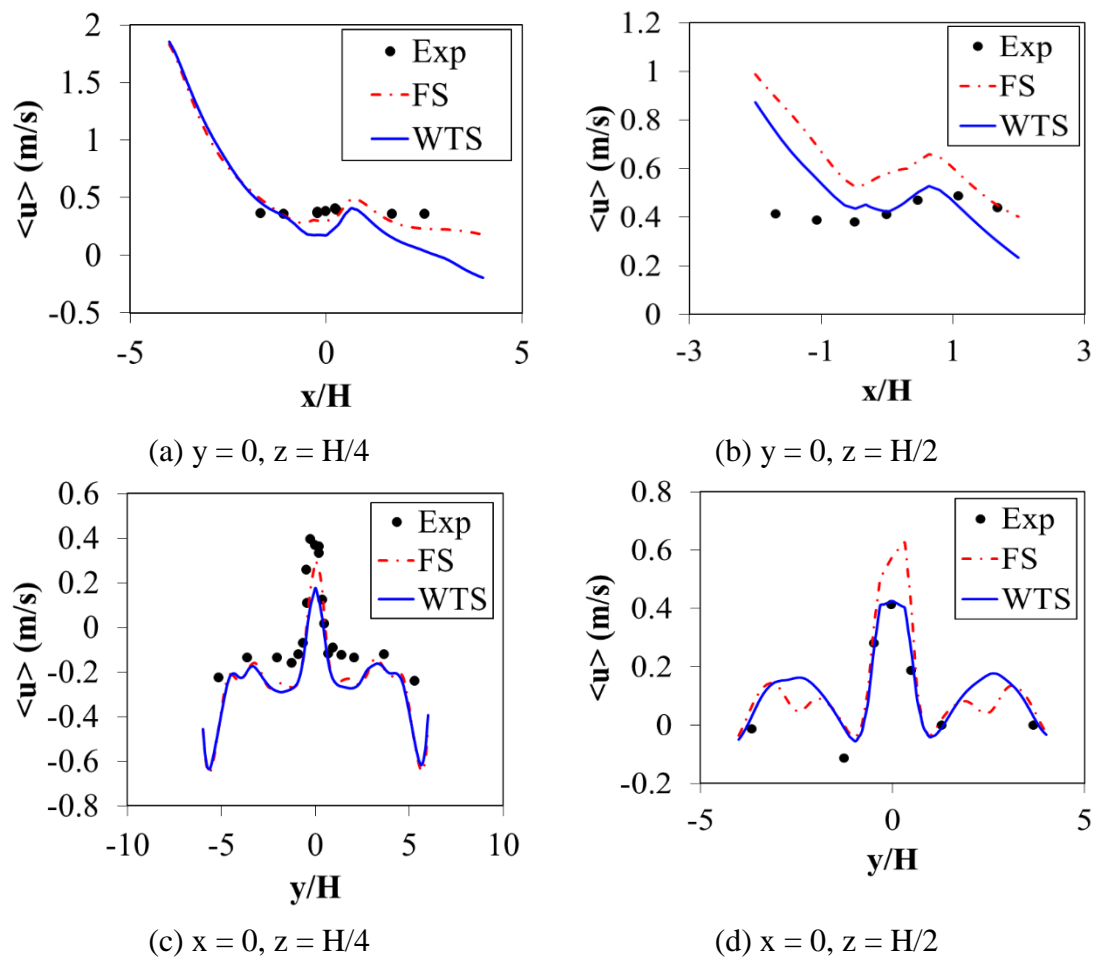 2
1.5
1
0.5
0
-0.5
<u> (m/s)
Exp
FS
WTS
-5 0 5
x/H
(a) y = 0, z = H/4
1.2
1
0.8
0.6
0.4
0.2
0
<u> (m/s)
Exp
FS
WTS
-3 -1 1 3
x/H
(b) y = 0, z = H/2
0.6
0.4
0.2
0
-0.2
-0.4
-0.6
-0.8
<u> (m/s)
Exp
FS
WTS
-10 -5 0 5 10
y/H
(c) x = 0, z = H/4
0.8
0.6
0.4
0.2
0
-0.2
<u> (m/s)
Exp
FS
WTS
-5 0 5
y/H
(d) x = 0, z = H/2